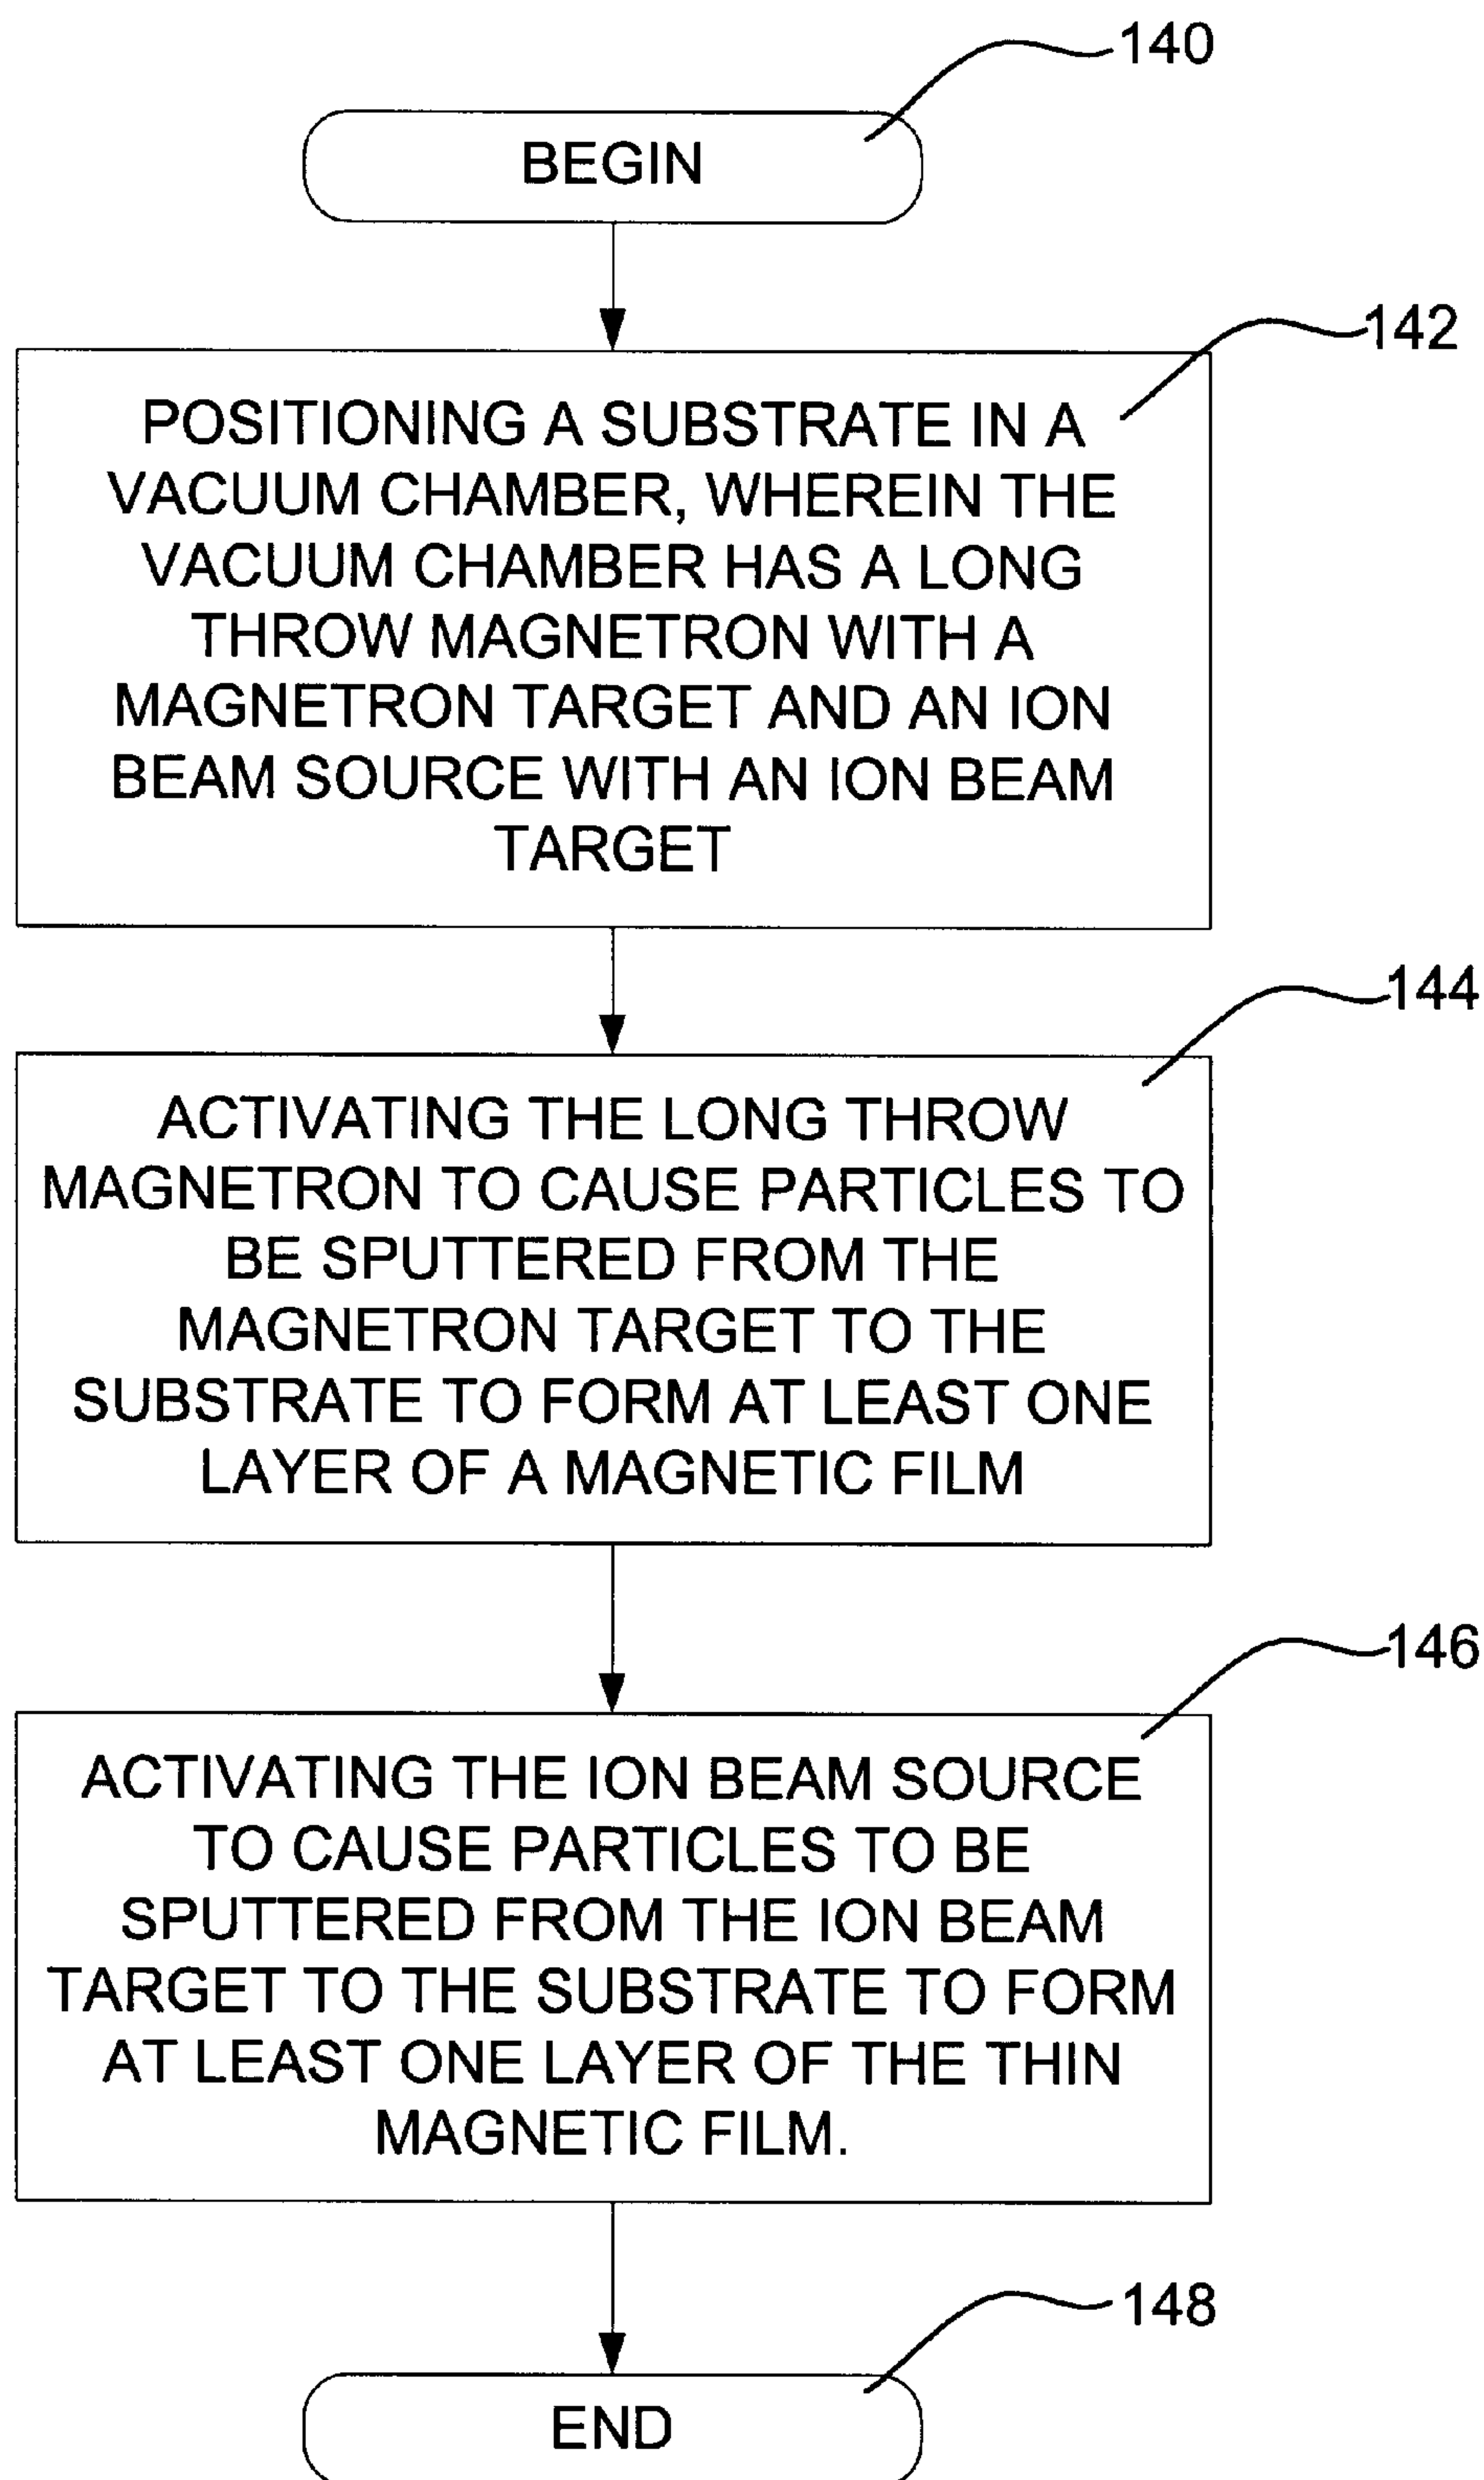 140
BEGIN
142
POSITIONING A SUBSTRATE IN A
VACUUM CHAMBER, WHEREIN THE
VACUUM CHAMBER HAS A LONG
THROW MAGNETRON WITH A
MAGNETRON TARGET AND AN ION
BEAM SOURCE WITH AN ION BEAM
TARGET
144
ACTIVATING THE LONG THROW
MAGNETRON TO CAUSE PARTICLES TO
BE SPUTTERED FROM THE
MAGNETRON TARGET TO THE
SUBSTRATE TO FORM AT LEAST ONE
LAYER OF A MAGNETIC FILM
146
ACTIVATING THE ION BEAM SOURCE
TO CAUSE PARTICLES TO BE
SPUTTERED FROM THE ION BEAM
TARGET TO THE SUBSTRATE TO FORM
AT LEAST ONE LAYER OF THE THIN
MAGNETIC FILM.
148
END